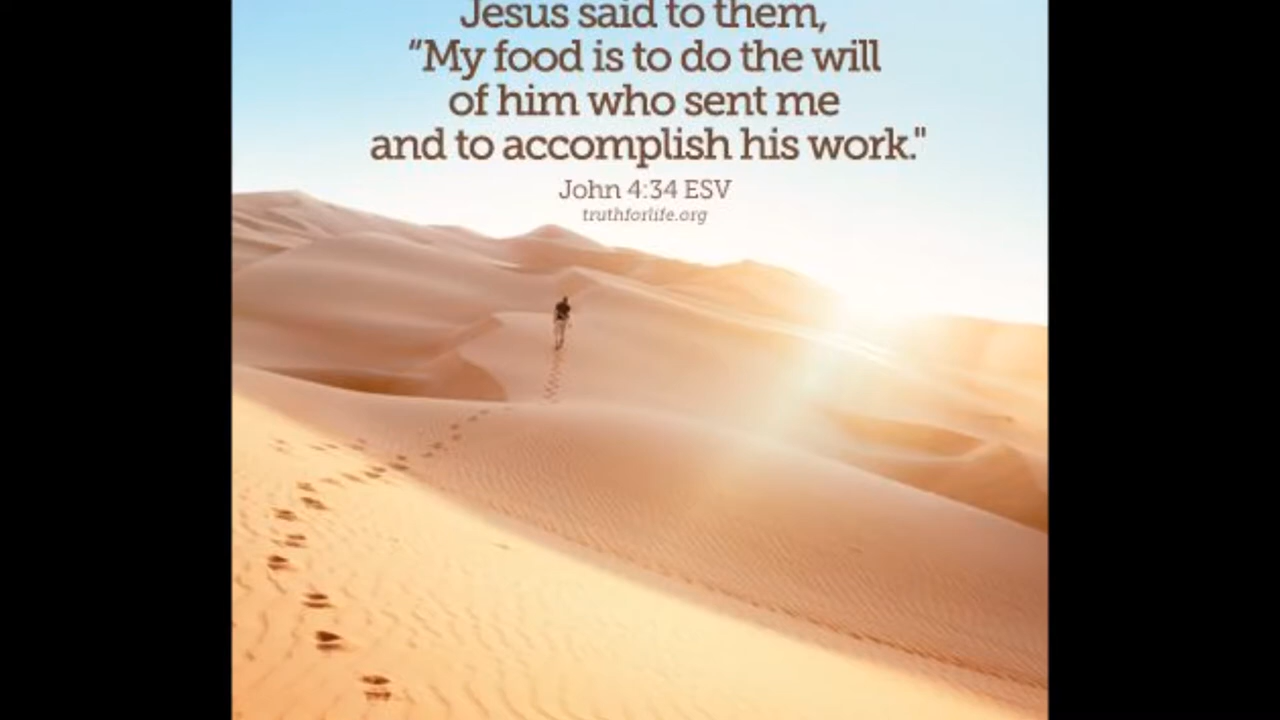 Jesus said to them,
“My food is to do the will
of him who sent me
and to accomplish his work."
John 4:34 ESV
truthforlife.org